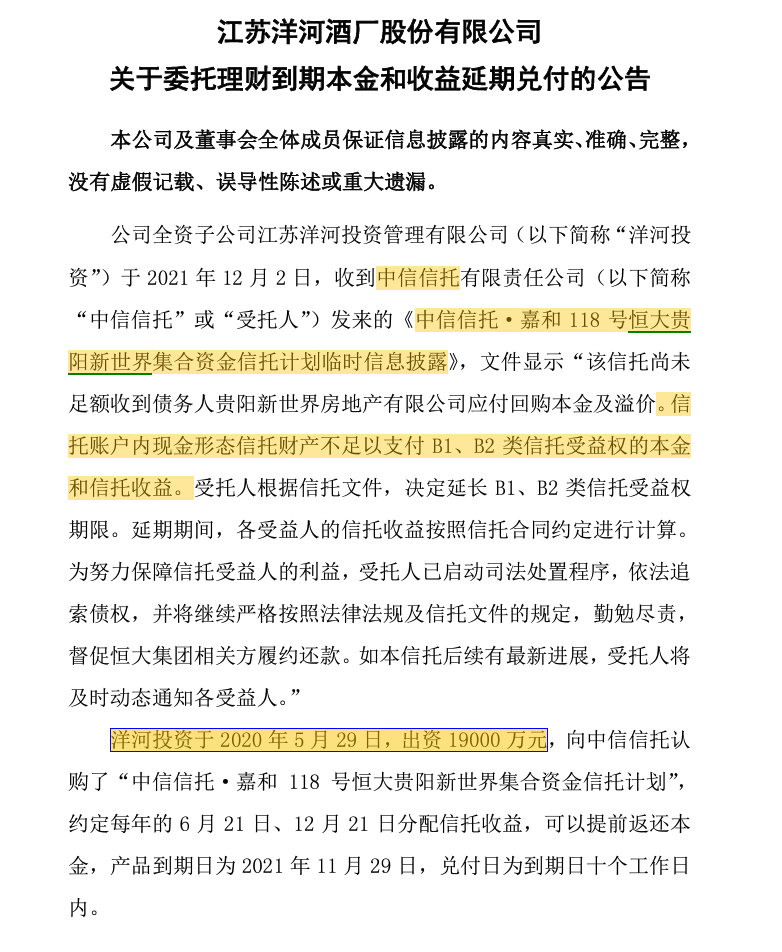 江苏洋河酒厂股份有限公司
关于委托理财到期本金和收益延期兑付的公告
本公司及董事会全体成员保证信息披露的内容真实、准确、完整，
没有虚假记载、误导性陈述或重大遗漏。
公司全资子公司江苏洋河投资管理有限公司（以下简称“洋河投
资”）于 2021 年 12 月 2 日，收到中信信托有限责任公司（以下简称
“中信信托”或“受托人”）发来的《中信信托·嘉和 118 号恒大贵
阳新世界集合资金信托计划临时信息披露》，文件显示“该信托尚未
足额收到债务人贵阳新世界房地产有限公司应付回购本金及溢价。信
托账户内现金形态信托财产不足以支付 B1、B2 类信托受益权的本金
和信托收益。受托人根据信托文件，决定延长 B1、B2 类信托受益权
期限。延期期间，各受益人的信托收益按照信托合同约定进行计算。
为努力保障信托受益人的利益，受托人已启动司法处置程序，依法追
索债权，并将继续严格按照法律法规及信托文件的规定，勤勉尽责，
督促恒大集团相关方履约还款。如本信托后续有最新进展，受托人将
及时动态通知各受益人。”
洋河投资于 2020 年 5 月 29 日，出资 19000 万元，向中信信托认
购了“中信信托·嘉和 118 号恒大贵阳新世界集合资金信托计划”，
约定每年的 6 月 21 日、12 月 21 日分配信托收益，可以提前返还本
金，产品到期日为 2021 年 11 月 29 日，兑付日为到期日十个工作日
内。